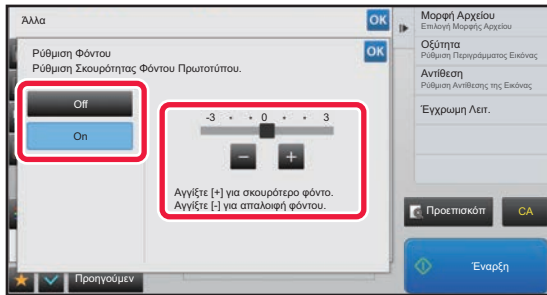 Άλλα
OK
Ρύθμιση Φόντου
OK
Ρύθμιση Σκουρότητας Φόντου Πρωτοτύπου.
Off
On
-3 • • 0 • • 3
− +
Αγγίξτε [+] για σκουρότερο φόντο.
Αγγίξτε [-] για απαλοιφή φόντου.
Προηγούμεν
Μορφή Αρχείου
Επιλογή Μορφής Αρχείου
Οξύτητα
Ρύθμιση Περιγράμματος Εικόνας
Αντίθεση
Ρύθμιση Αντίθεσης της Εικόνας
Έγχρωμη Λειτ.
Προεπισκόπ
CA
Έναρξη